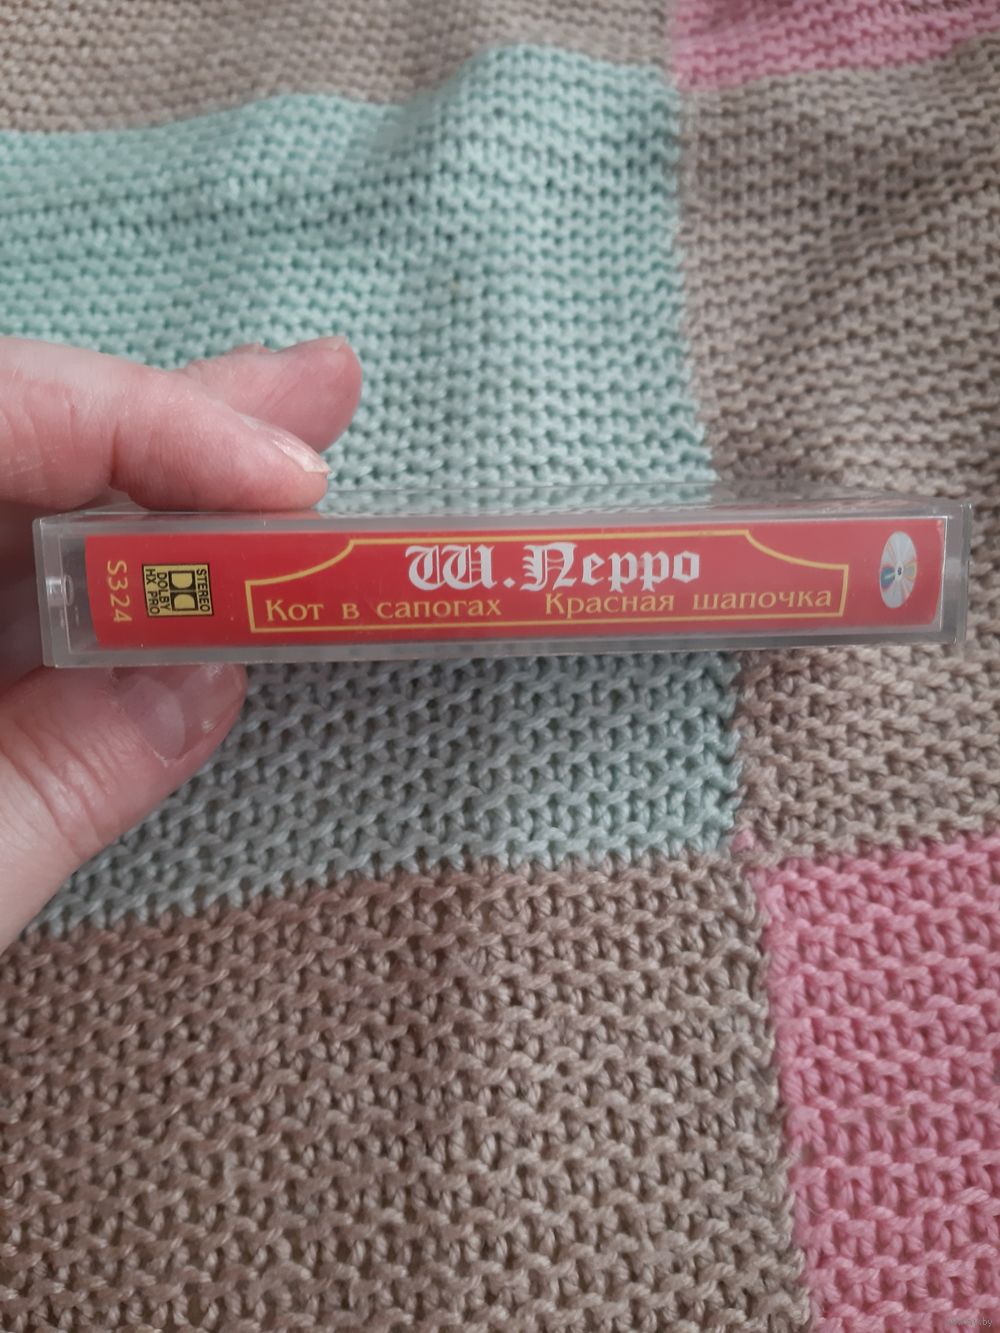 S324
STEREO
DOLBY
HX PRO
Ш.Перро
Кот в сапогах Красная шапочка